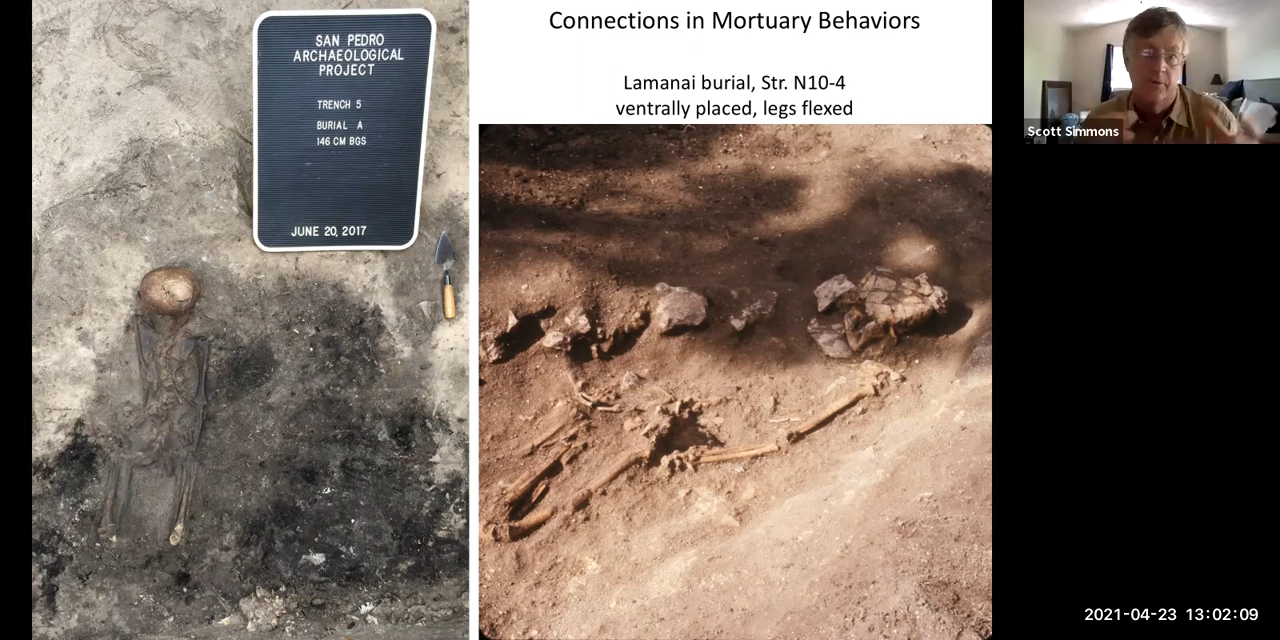 SAN PEDRO
ARCHAEOLOGICAL
PROJECT
TRENCH 5
BURIAL A
146 CM BGS
JUNE 20, 2017
Connections in Mortuary Behaviors
Lamanai burial, Str. N10-4
ventrally placed, legs flexed
Scott Simmons
2021-04-23 13:02:09